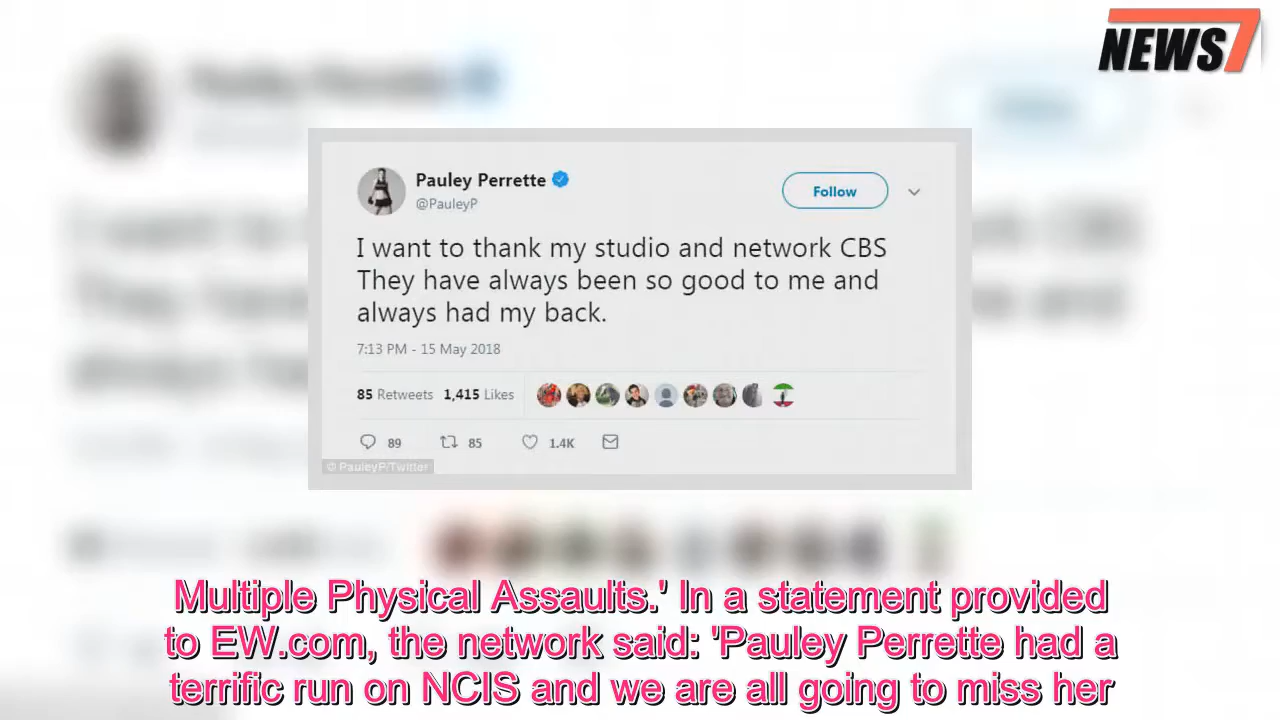 NEWS7
Pauley Perrette
@PauleyP
Follow
I want to thank my studio and network CBS
They have always been so good to me and
always had my back.
7:13 PM - 15 May 2018
85 Retweets 1,415 Likes
89 85 1.4K
© PauleyP/Twitter
Multiple Physical Assaults.' In a statement provided
to EW.com, the network said: 'Pauley Perrette had a
terrific run on NCIS and we are all going to miss her